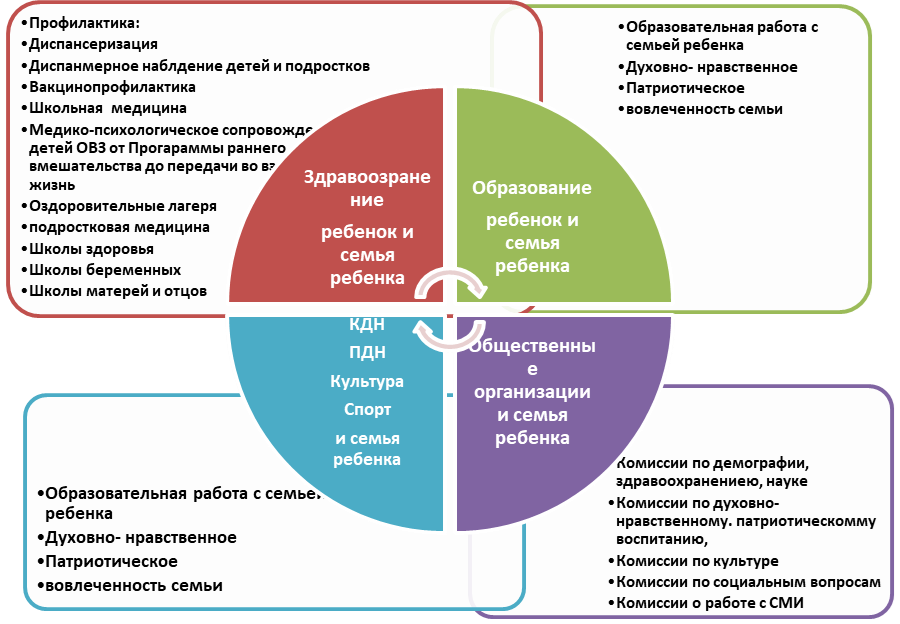 •Профилактика:
•Диспансеризация
•Диспанмерное наблдение детей и подростков
•Вакцинопрофилактика
•Школьная медицина
•Медико-психологическое сопровожде
детей ОВЗ от Прогараммы раннего
вмешательства до передачи во вз
жизнь
•Оздоровительные лагеря
•подростковая медицина
•Школы здоровья
•Школы беременных
•Школы матерей и отцов
•Образовательная работа с
семьей ребенка
•Духовно- нравственное
•Патриотическое
•вовлеченность семьи
Здравоозране
ние
ребенок и
семья
ребенка
Образование
ребенок и
семья
ребенка
КДН
ПДН
Культура
Спорт
и семья
ребенка
Общественны
е
организации
и семья
ребенка
•Образовательная работа с семьей
ребенка
•Духовно- нравственное
•Патриотическое
•вовлеченность семьи
Комиссии по демографии,
здравоохранениею, науке
•Комиссии по духовно-
нравственному. патриотическомму
воспитанию,
•Комиссии по культуре
•Комиссии по социальным вопросам
•Комиссии о работе с СМИ